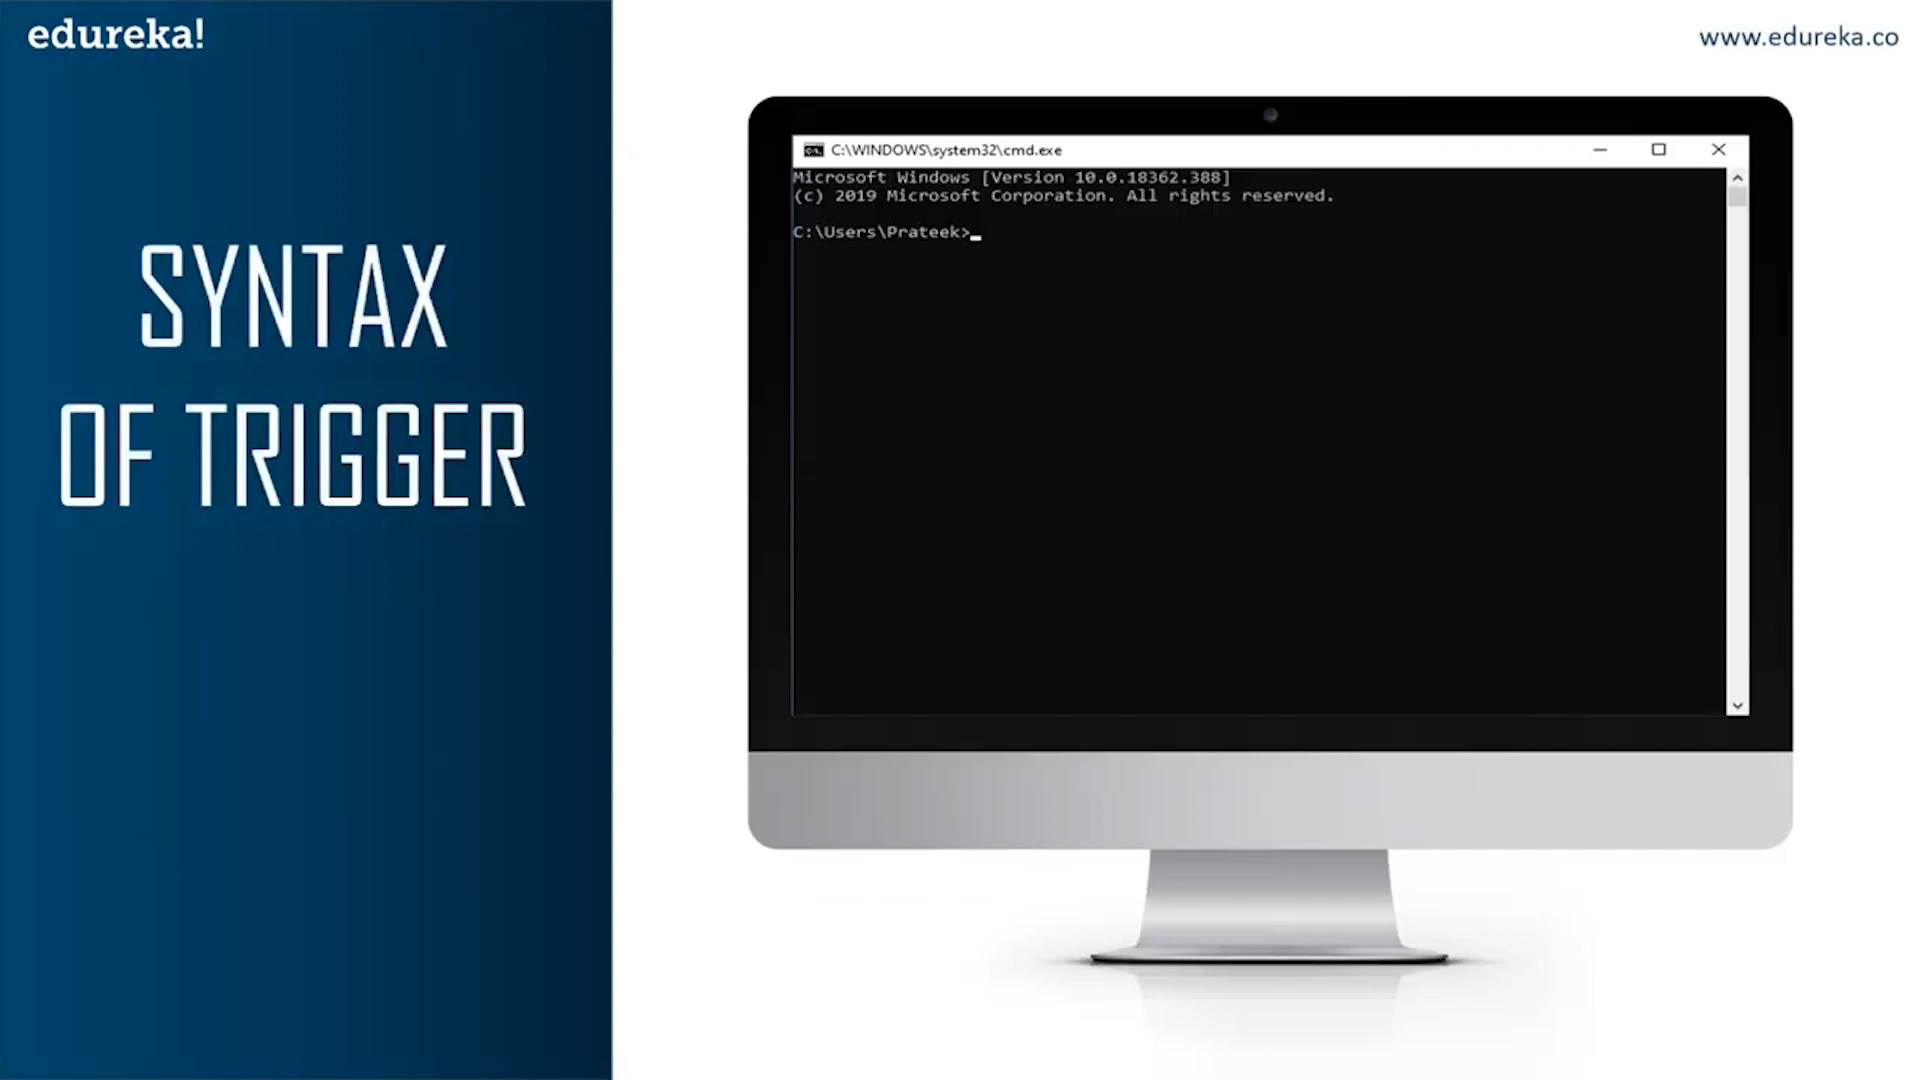 edureka!
www.edureka.co
SYNTAX
OF TRIGGER
C:\WINDOWS\system32\cmd.exe
Microsoft Windows [Version 10.0.18362.388]
(c) 2019 Microsoft Corporation. All rights reserved.
C:\Users\Prateek>_